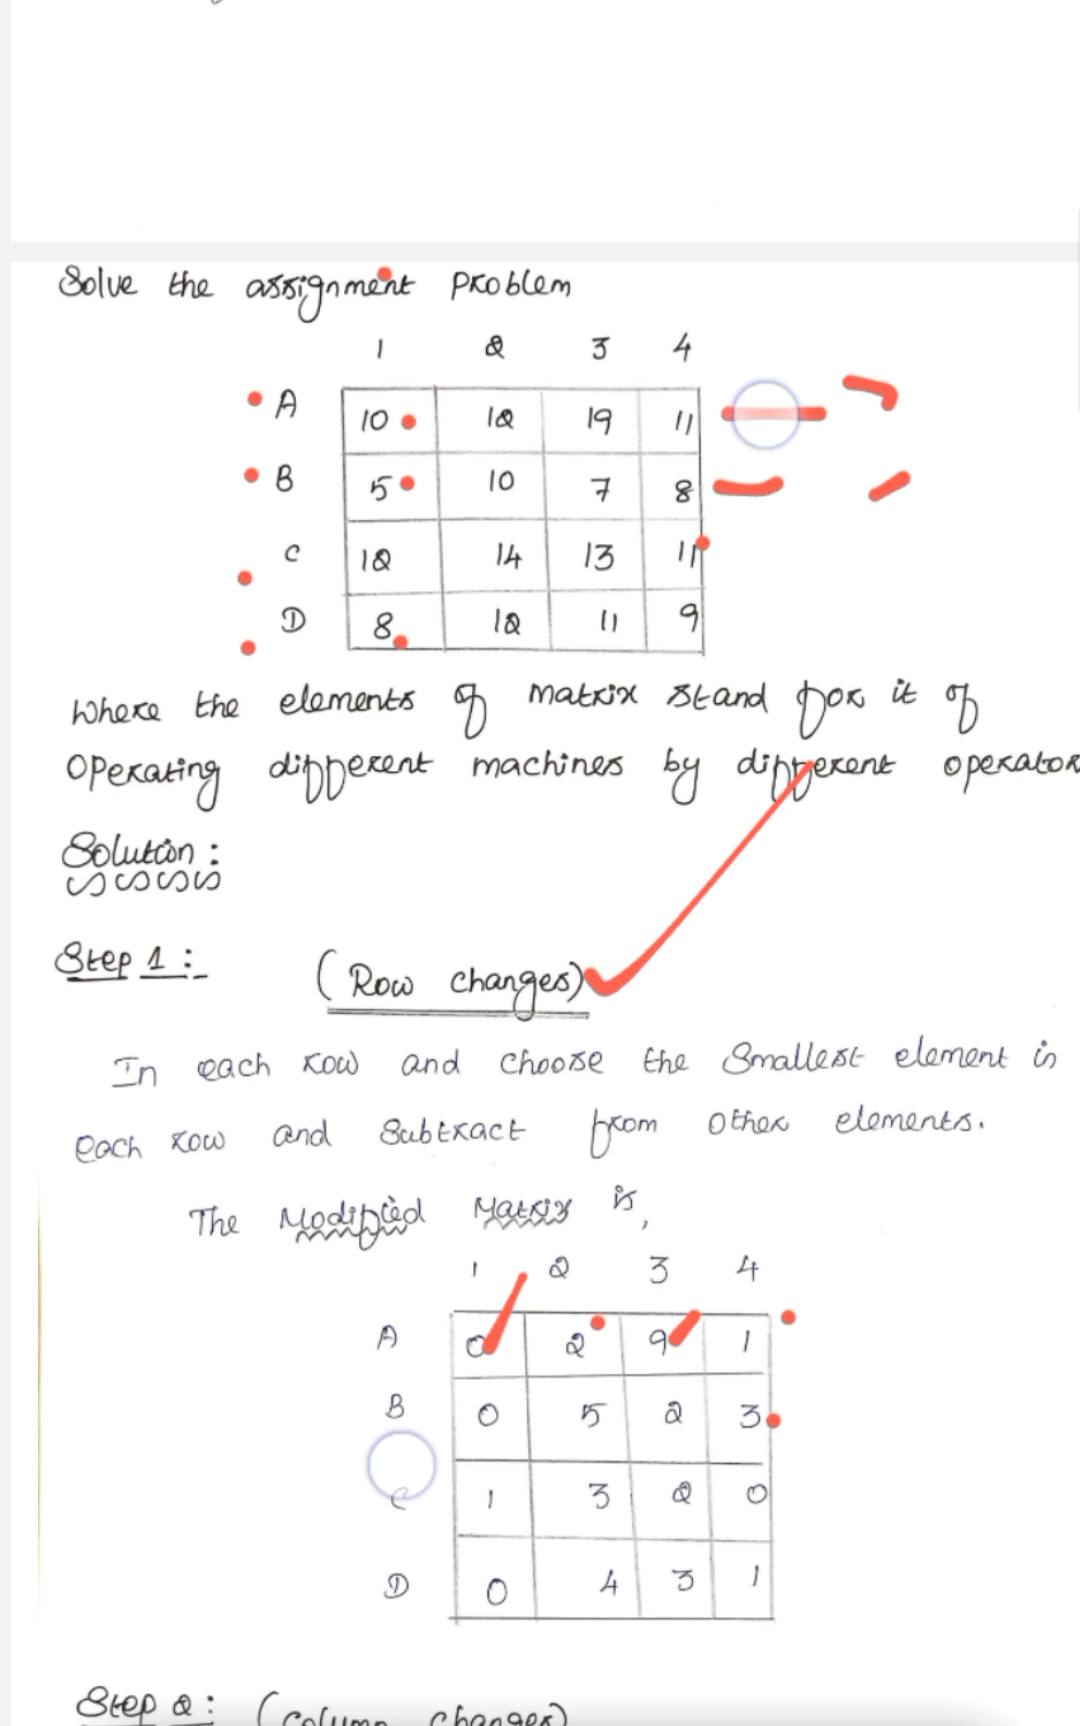 Solve the assignment problem
1 2 3 4
A 10 12 19 11
B 5 10 7 8
C 12 14 13 11
D 8 12 11 9
Where the elements of matrix stand for it of
Operating different machines by different operator
Solution :
Step 1 :
(Row changes)
In each row and choose the Smallest element in
each row and Subtract from other elements.
The Modified Matrix is,
1 2 3 4
A 0 2 9 1
B 0 5 2 3
C 1 3 2 0
D 0 4 3 1
Step 2 : (column changes)